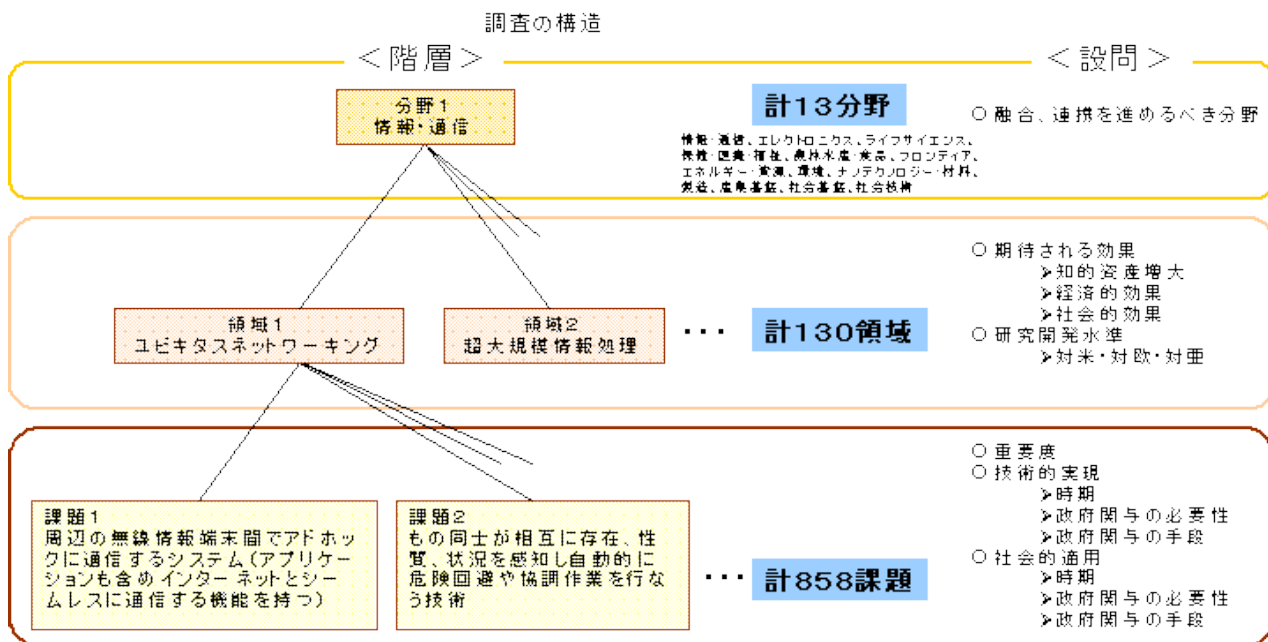 調査の構造
＜階層＞
＜設問＞
分野1
情報・通信
計13分野
情報・通信、エレクトロニクス、ライフサイエンス、
保健・医療・福祉、農林水産・食品、フロンティア、
エネルギー・資源、環境、ナノテクノロジー・材料、
製造、産業基盤、社会基盤、社会技術
○ 融合、連携を進めるべき分野
領域1
ユビキタスネットワーキング
領域2
超大規模情報処理
･･･
計130領域
○ 期待される効果
➢知的資産増大
➢経済的効果
➢社会的効果
○ 研究開発水準
➢対米・対欧・対亜
課題1
周辺の無線情報端末間でアドホッ
クに通信するシステム（アプリケー
ションも含めインターネットとシー
ムレスに通信する機能を持つ）
課題2
もの同士が相互に存在、性
質、状況を感知し自動的に
危険回避や協調作業を行な
う技術
･･･
計858課題
○ 重要度
○ 技術的実現
➢時期
➢政府関与の必要性
➢政府関与の手段
○ 社会的適用
➢時期
➢政府関与の必要性
➢政府関与の手段